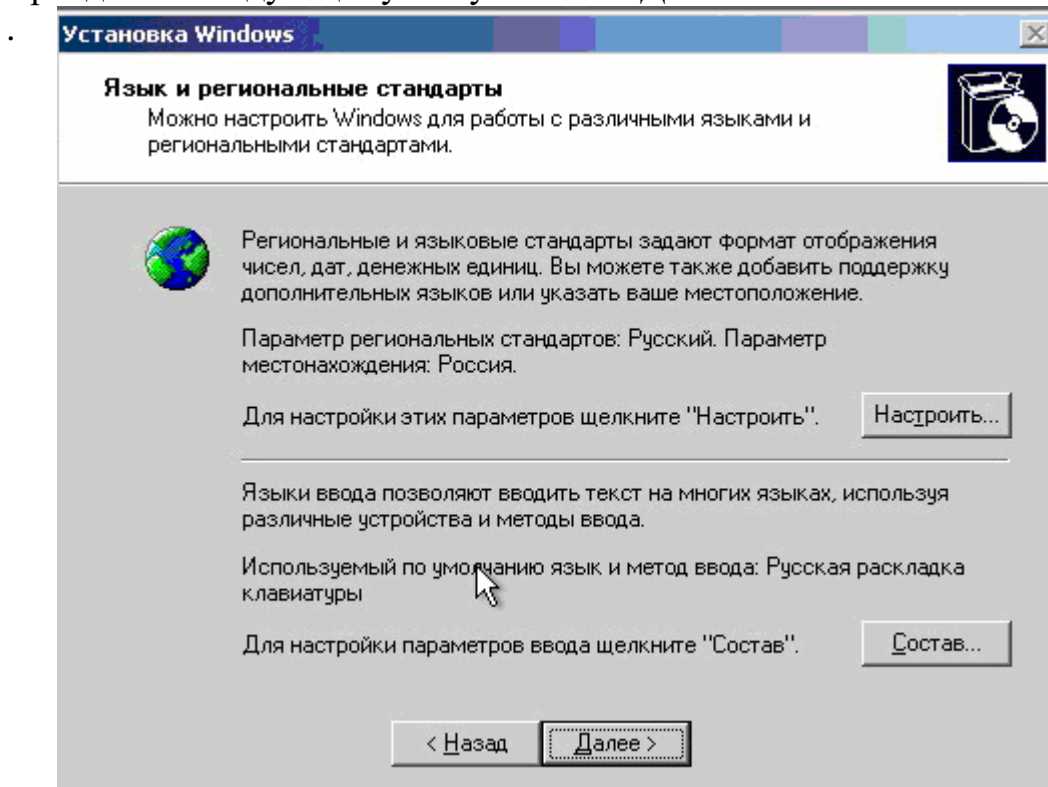 Установка Windows
Язык и региональные стандарты
Можно настроить Windows для работы с различными языками и
региональными стандартами.
Региональные и языковые стандарты задают формат отображения
чисел, дат, денежных единиц. Вы можете также добавить поддержку
дополнительных языков или указать ваше местоположение.
Параметр региональных стандартов: Русский. Параметр
местонахождения: Россия.
Для настройки этих параметров щелкните "Настроить".
Настроить...
Языки ввода позволяют вводить текст на многих языках, используя
различные устройства и методы ввода.
Используемый по умолчанию язык и метод ввода: Русская раскладка
клавиатуры
Для настройки параметров ввода щелкните "Состав".
Состав...
< Назад
Далее >